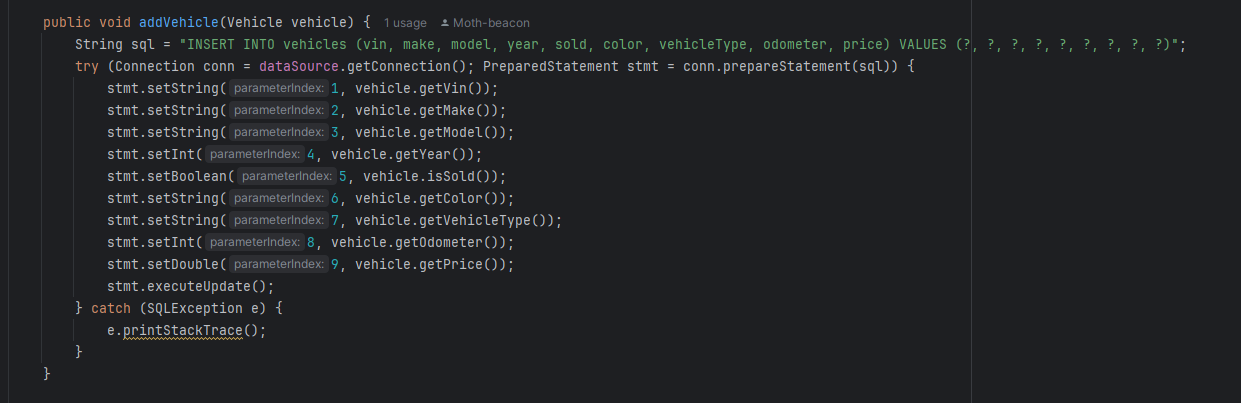 public void addVehicle(Vehicle vehicle) { 1 usage Moth-beacon
String sql = "INSERT INTO vehicles (vin, make, model, year, sold, color, vehicleType, odometer, price) VALUES (?, ?, ?, ?, ?, ?, ?, ?, ?)";
try (Connection conn = dataSource.getConnection(); PreparedStatement stmt = conn.prepareStatement(sql)) {
stmt.setString( parameterIndex: 1, vehicle.getVin());
stmt.setString( parameterIndex: 2, vehicle.getMake());
stmt.setString( parameterIndex: 3, vehicle.getModel());
stmt.setInt( parameterIndex: 4, vehicle.getYear());
stmt.setBoolean( parameterIndex: 5, vehicle.isSold());
stmt.setString( parameterIndex: 6, vehicle.getColor());
stmt.setString( parameterIndex: 7, vehicle.getVehicleType());
stmt.setInt( parameterIndex: 8, vehicle.getOdometer());
stmt.setDouble( parameterIndex: 9, vehicle.getPrice());
stmt.executeUpdate();
} catch (SQLException e) {
e.printStackTrace();
}
}